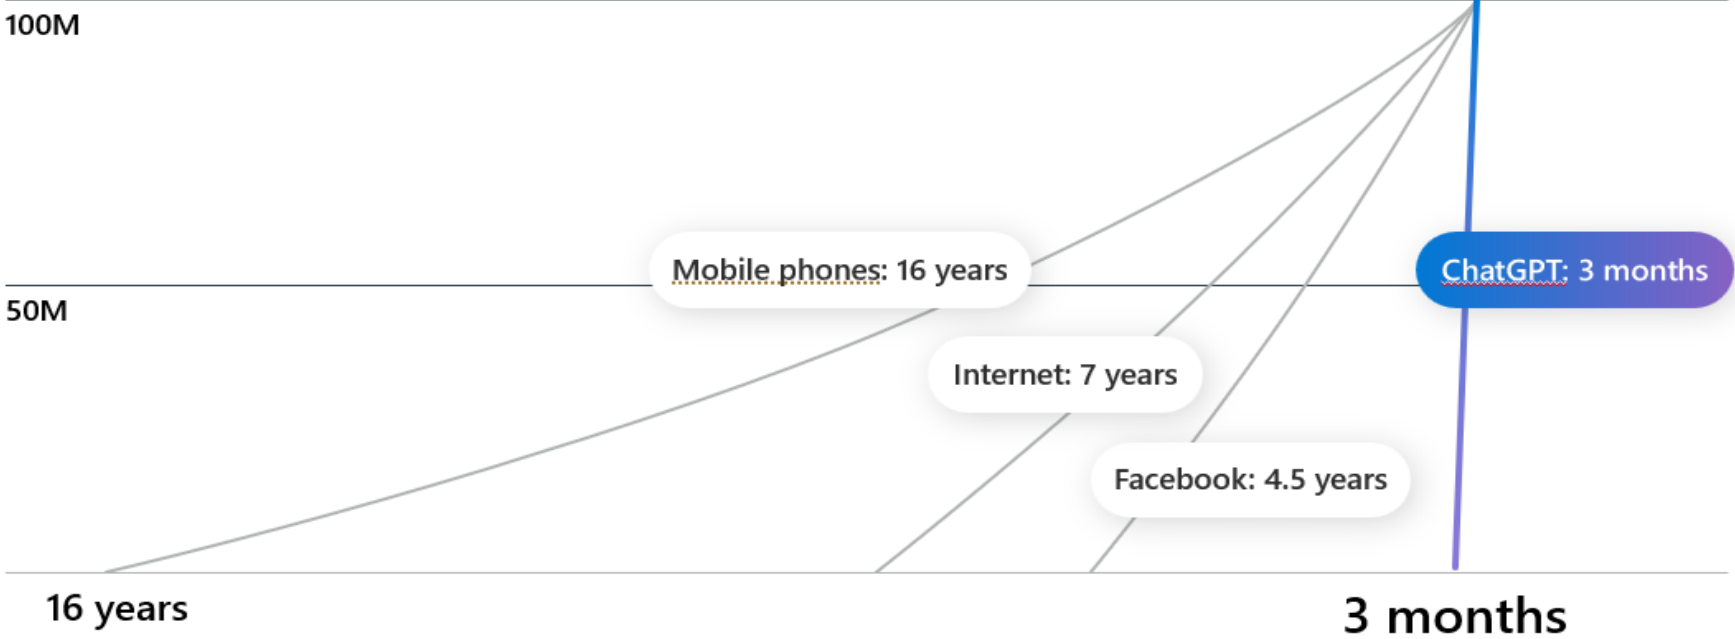 100M
Mobile phones: 16 years
ChatGPT: 3 months
50M
Internet: 7 years
Facebook: 4.5 years
16 years
3 months